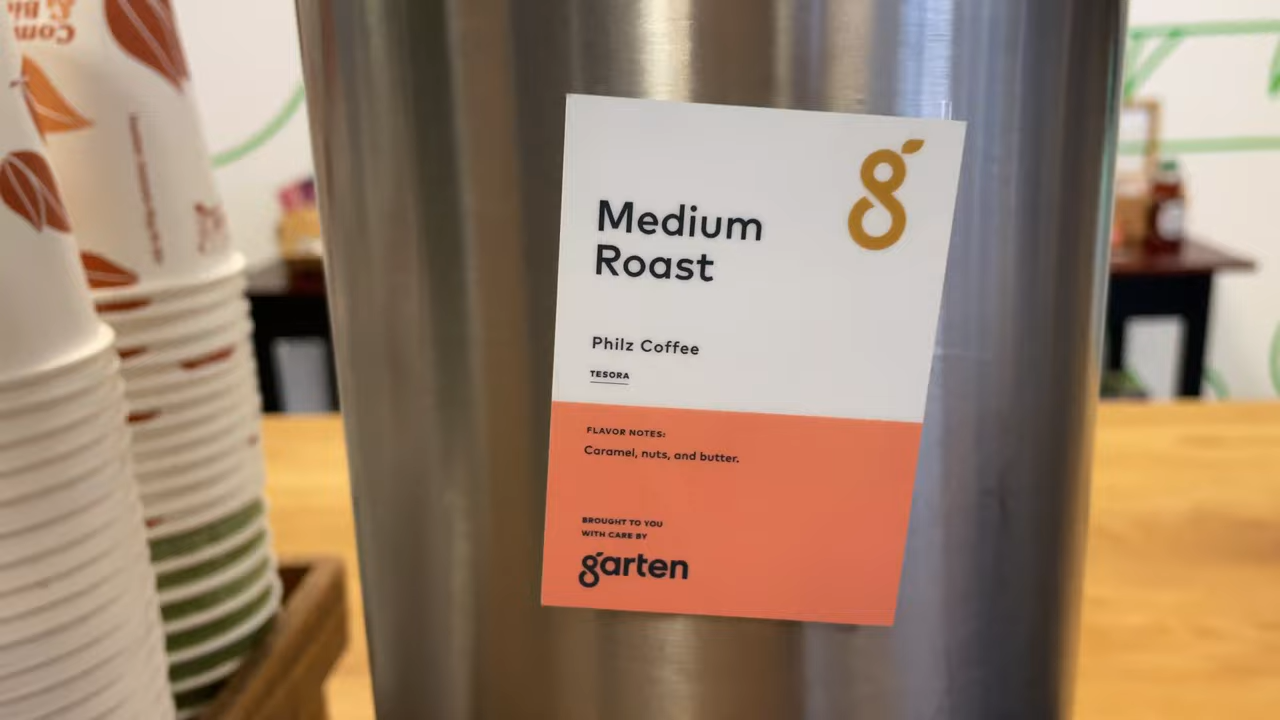 Medium
Roast
Philz Coffee
TESORA
FLAVOR NOTES:
Caramel, nuts, and butter.
BROUGHT TO YOU
WITH CARE BY
garten